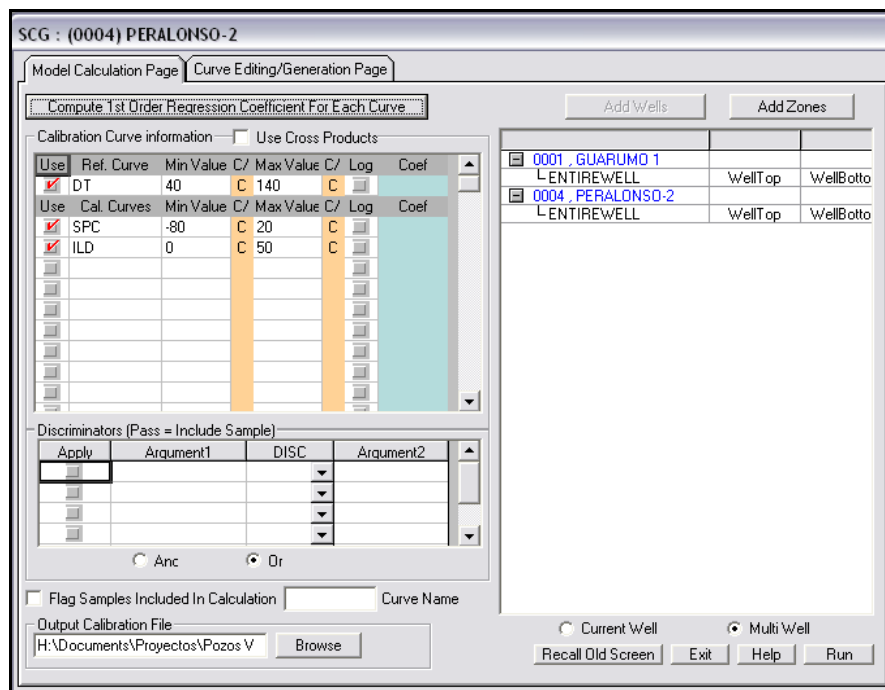 SCG : (0004) PERALONSO-2
Model Calculation Page Curve Editing/Generation Page
Compute 1st Order Regression Coefficient For Each Curve
Add Wells Add Zones
Calibration Curve information Use Cross Products
Use Ref. Curve Min Value C/ Max Value C/ Log Coef
DT 40 C 140 C
Use Cal. Curves Min Value C/ Max Value C/ Log Coef
SPC -80 C 20 C
ILD 0 C 50 C
0001 , GUARUMO 1
ENTIREWELL WellTop WellBotto
0004 , PERALONSO-2
ENTIREWELL WellTop WellBotto
Discriminators (Pass = Include Sample)
Apply Argument1 DISC Argument2
Anc Or
Flag Samples Included In Calculation Curve Name
Output Calibration File
H:\Documents\Proyectos\Pozos V Browse
Current Well Multi Well
Recall Old Screen Exit Help Run